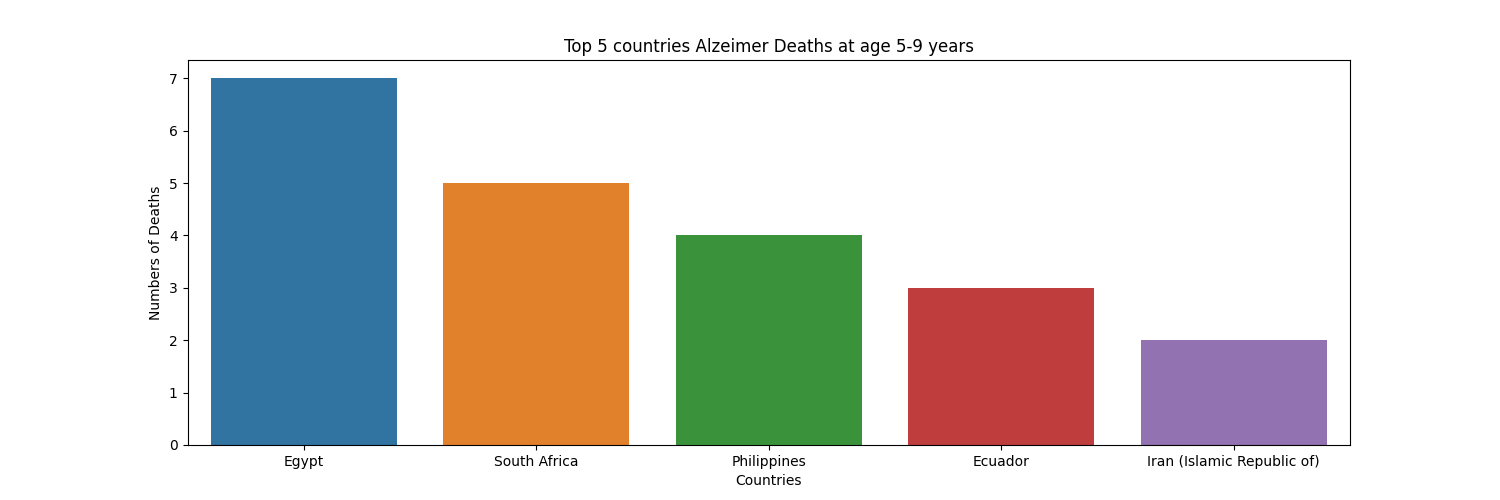 Top 5 countries Alzeimer Deaths at age 5-9 years
Numbers of Deaths
7
6
5
4
3
2
1
0
Egypt South Africa Philippines Ecuador Iran (Islamic Republic of)
Countries